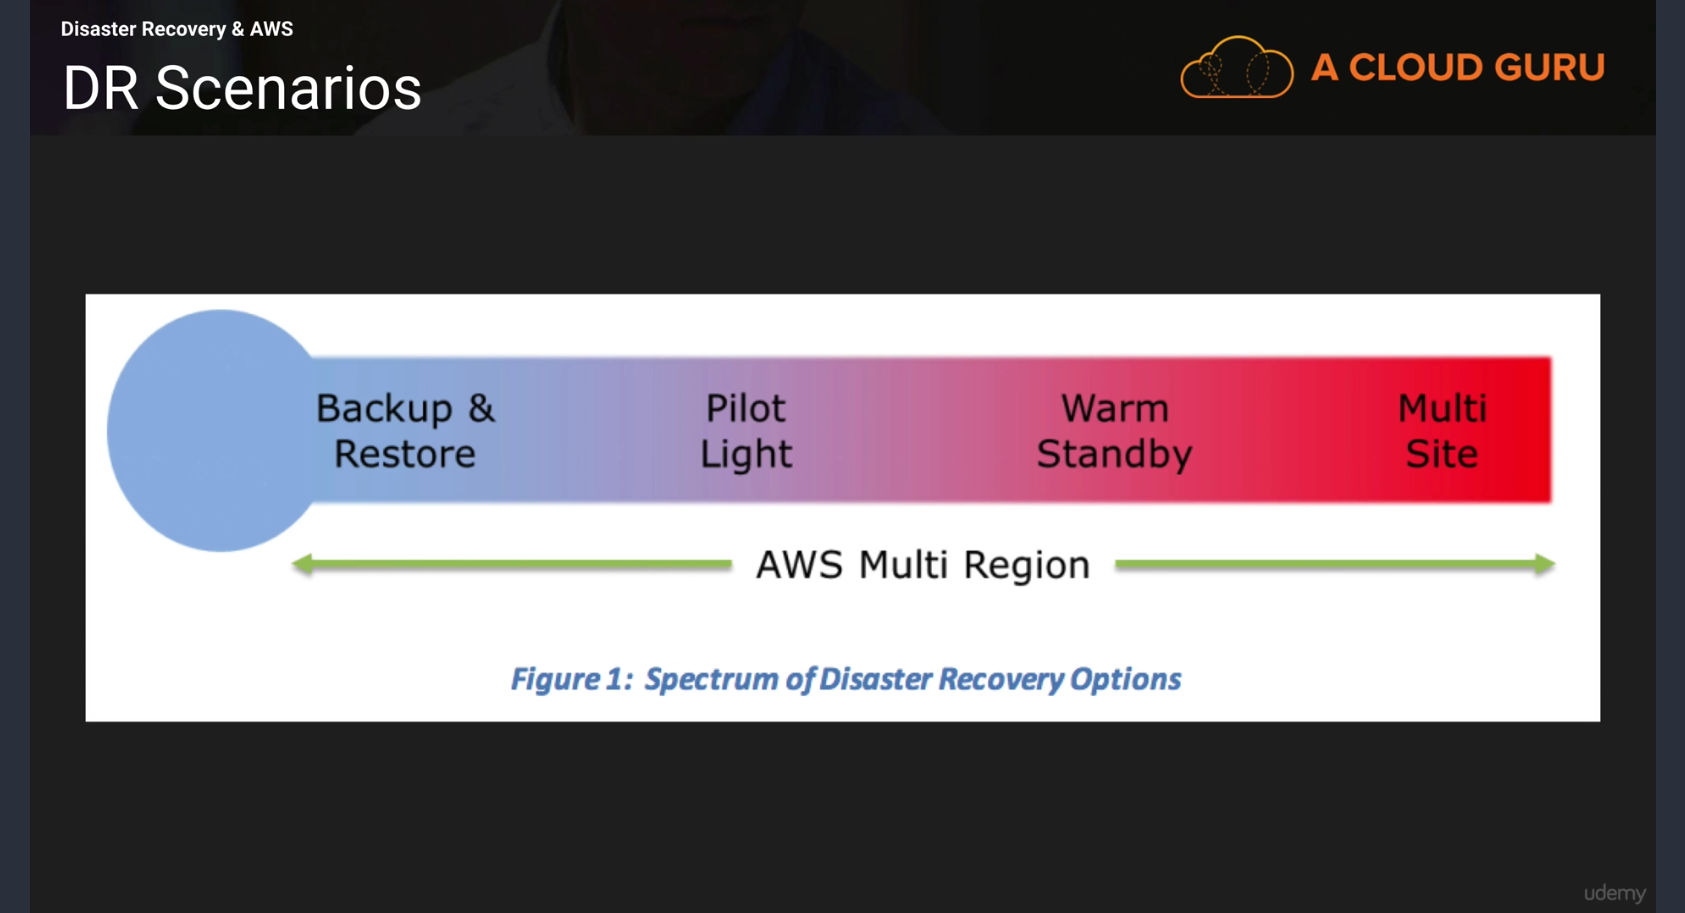 Disaster Recovery & AWS
DR Scenarios
A CLOUD GURU
Backup &
Restore
Pilot
Light
Warm
Standby
Multi
Site
AWS Multi Region
Figure 1: Spectrum of Disaster Recovery Options
udemy